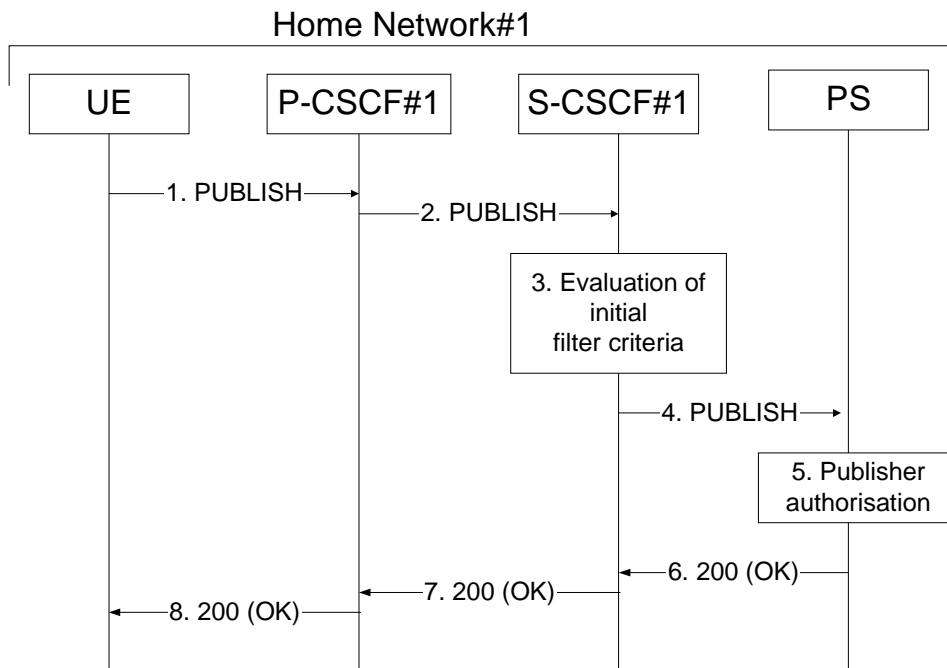 Home Network#1
UE
P-CSCF#1
S-CSCF#1
PS
1. PUBLISH
2. PUBLISH
3. Evaluation of
initial
filter criteria
4. PUBLISH
5. Publisher
authorisation
6. 200 (OK)
7. 200 (OK)
8. 200 (OK)